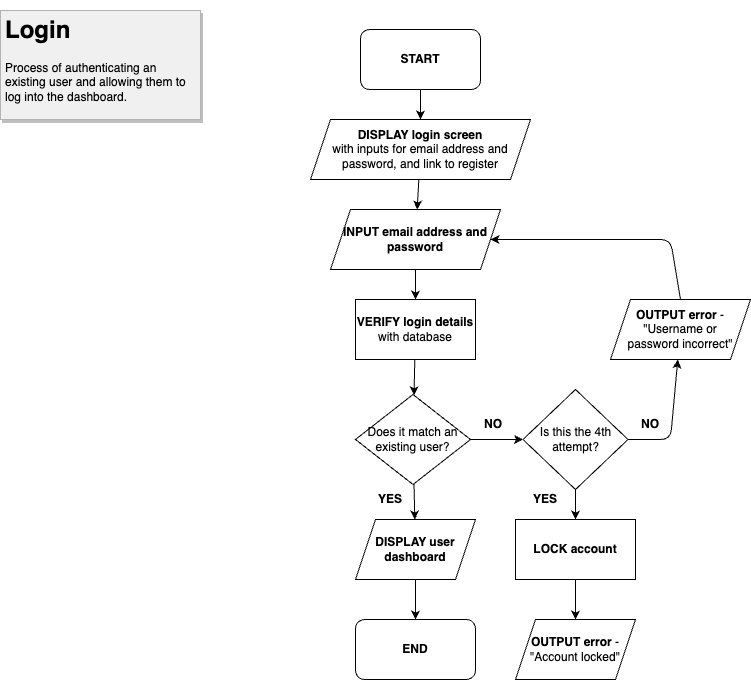 Login
Process of authenticating an
existing user and allowing them to
log into the dashboard.
START
DISPLAY login screen
with inputs for email address and
password, and link to register
INPUT email address and
password
VERIFY login details
with database
OUTPUT error -
"Username or
password incorrect"
Does it match an
existing user?
NO
Is this the 4th
attempt?
NO
YES
YES
DISPLAY user
dashboard
LOCK account
END
OUTPUT error -
"Account locked"